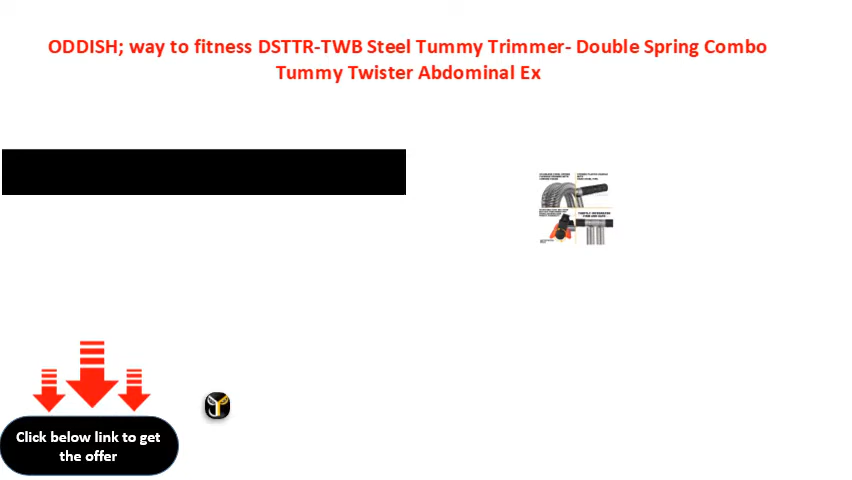 ODDISH; way to fitness DSTTR-TWB Steel Tummy Trimmer- Double Spring Combo
Tummy Twister Abdominal Ex
Click below link to get
the offer